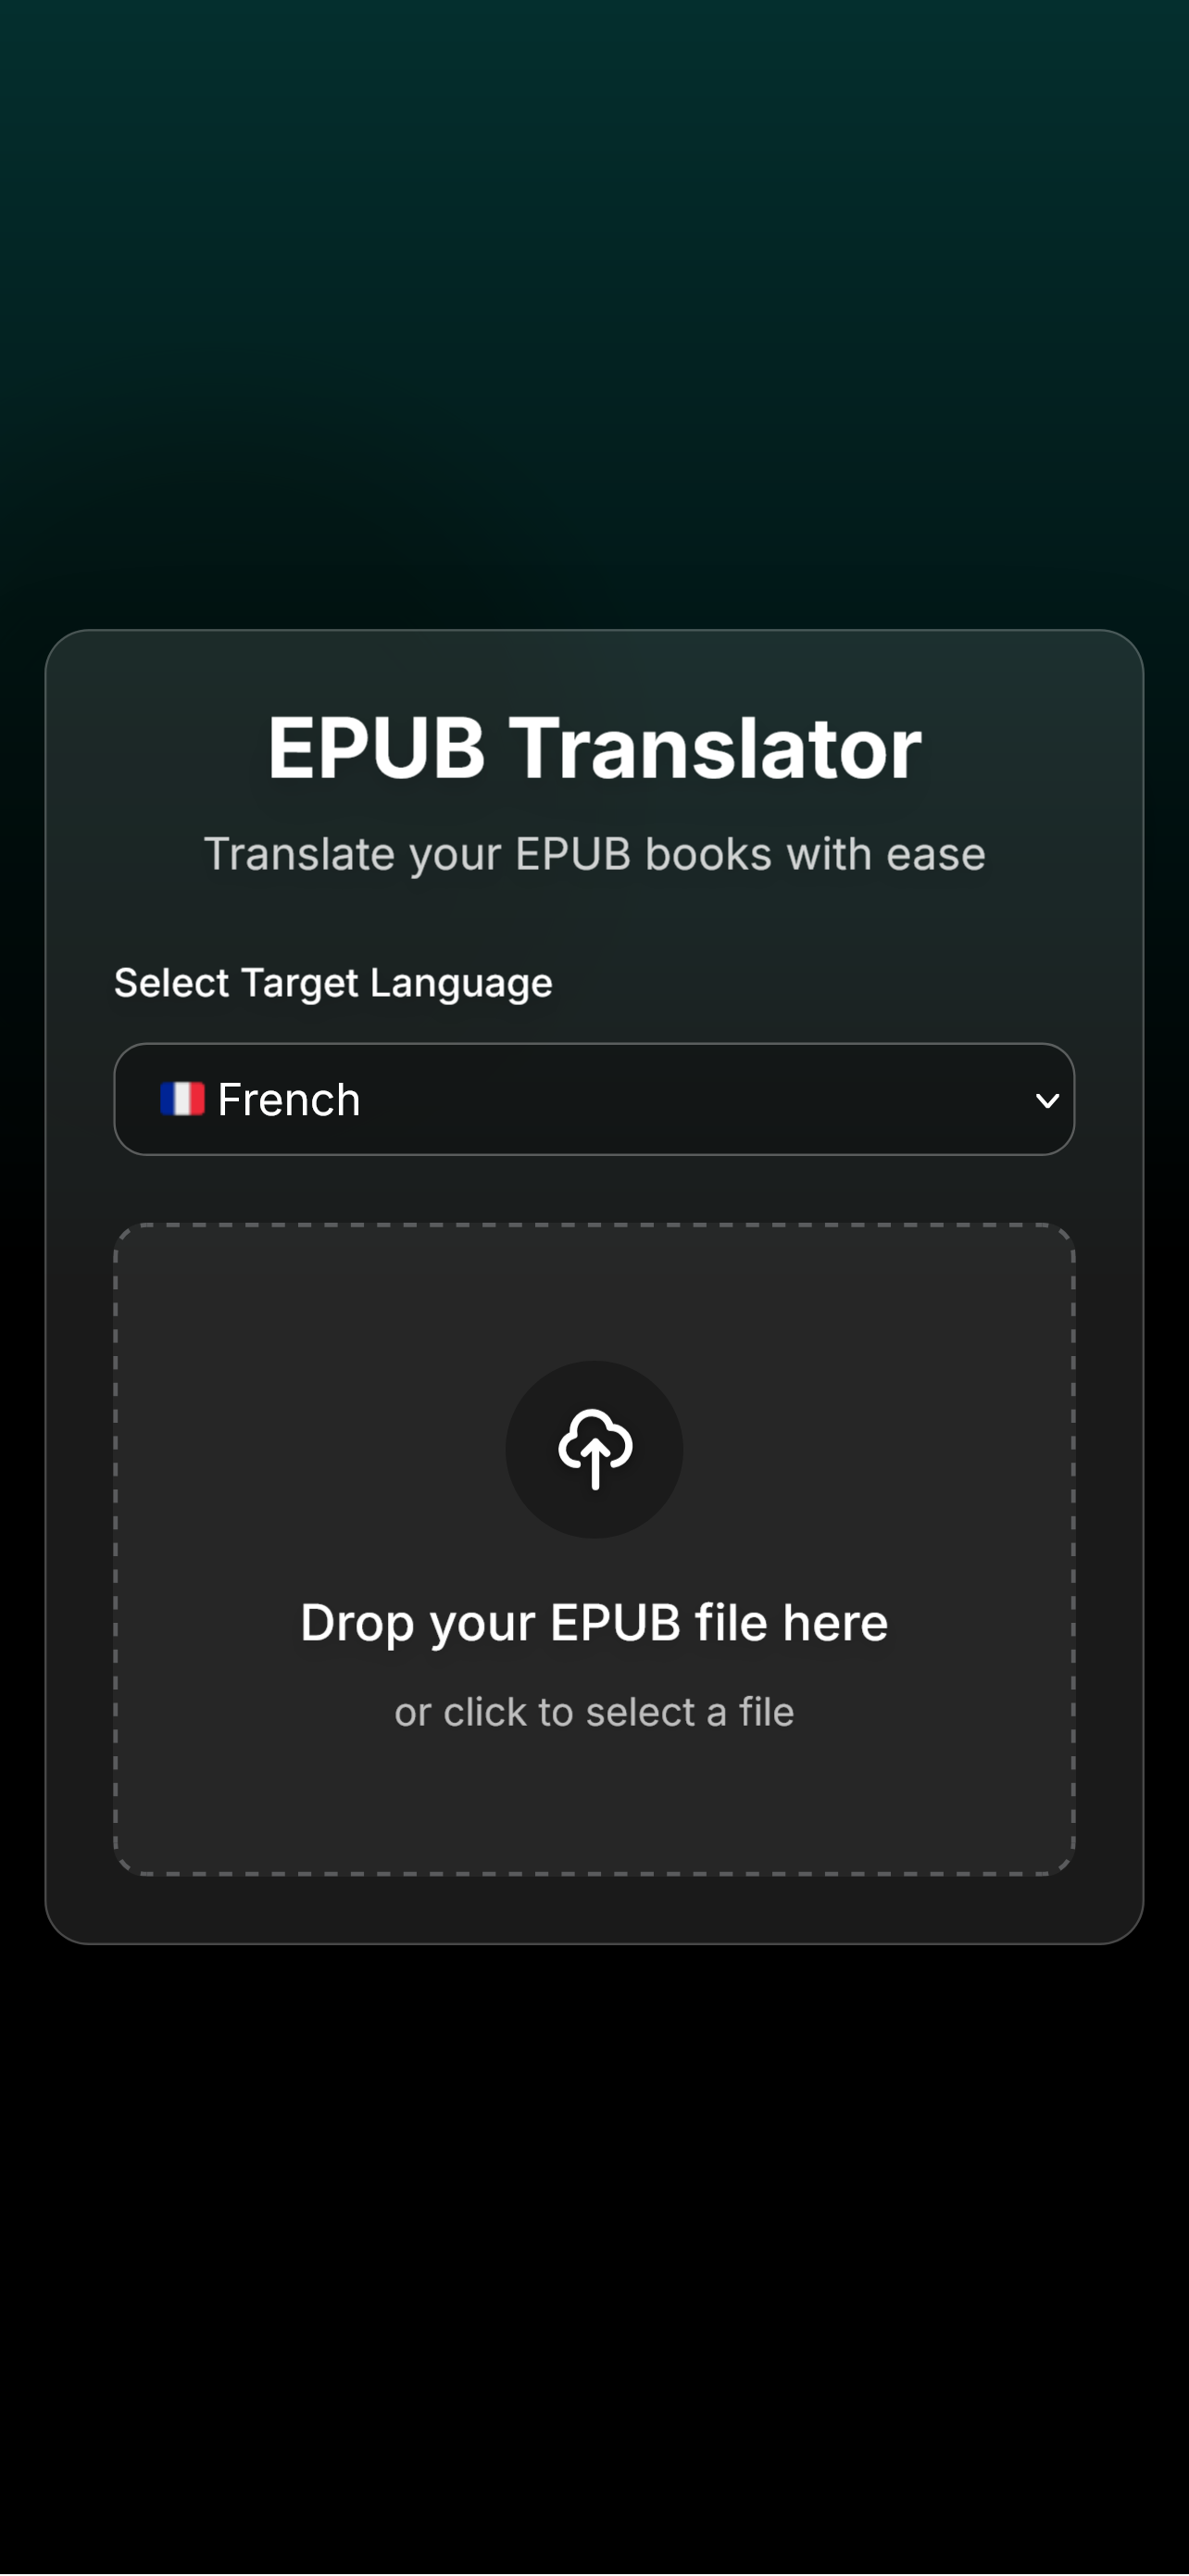 EPUB Translator
Translate your EPUB books with ease
Select Target Language
🇫🇷 French
Drop your EPUB file here
or click to select a file